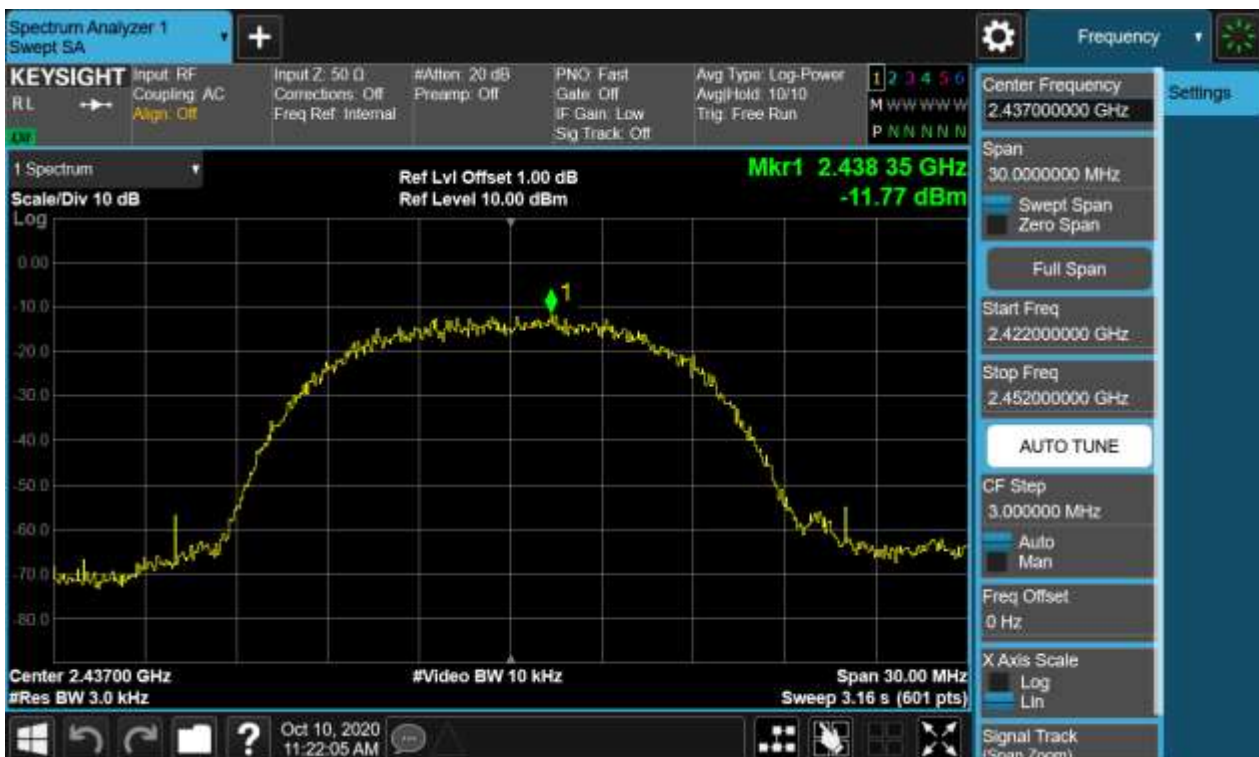 Spectrum Analyzer 1
Swept SA
Frequency
KEYSIGHT
RL
Input: RF
Coupling: AC
Align: Off
Input Z: 50 Ω
Corrections: Off
Freq Ref: Internal
#Atten: 20 dB
Preamp: Off
PNO: Fast
Gate: Off
IF Gain: Low
Sig Track: Off
Avg Type: Log-Power
Avg|Hold: 10/10
Trig: Free Run
1 2 3 4 5 6
M W W W W W
P N N N N N
1 Spectrum
Scale/Div 10 dB
Log
Ref Lvl Offset 1.00 dB
Ref Level 10.00 dBm
Mkr1 2.438 35 GHz
-11.77 dBm
0.00
-10.0
-20.0
-30.0
-40.0
-50.0
-60.0
-70.0
-80.0
1
Center 2.43700 GHz
#Res BW 3.0 kHz
#Video BW 10 kHz
Span 30.00 MHz
Sweep 3.16 s (601 pts)
Center Frequency
2.437000000 GHz
Settings
Span
30.0000000 MHz
Swept Span
Zero Span
Full Span
Start Freq
2.422000000 GHz
Stop Freq
2.452000000 GHz
AUTO TUNE
CF Step
3.000000 MHz
Auto
Man
Freq Offset
0 Hz
X Axis Scale
Log
Lin
Signal Track
(Span Zoom)
?
Oct 10, 2020
11:22:05 AM